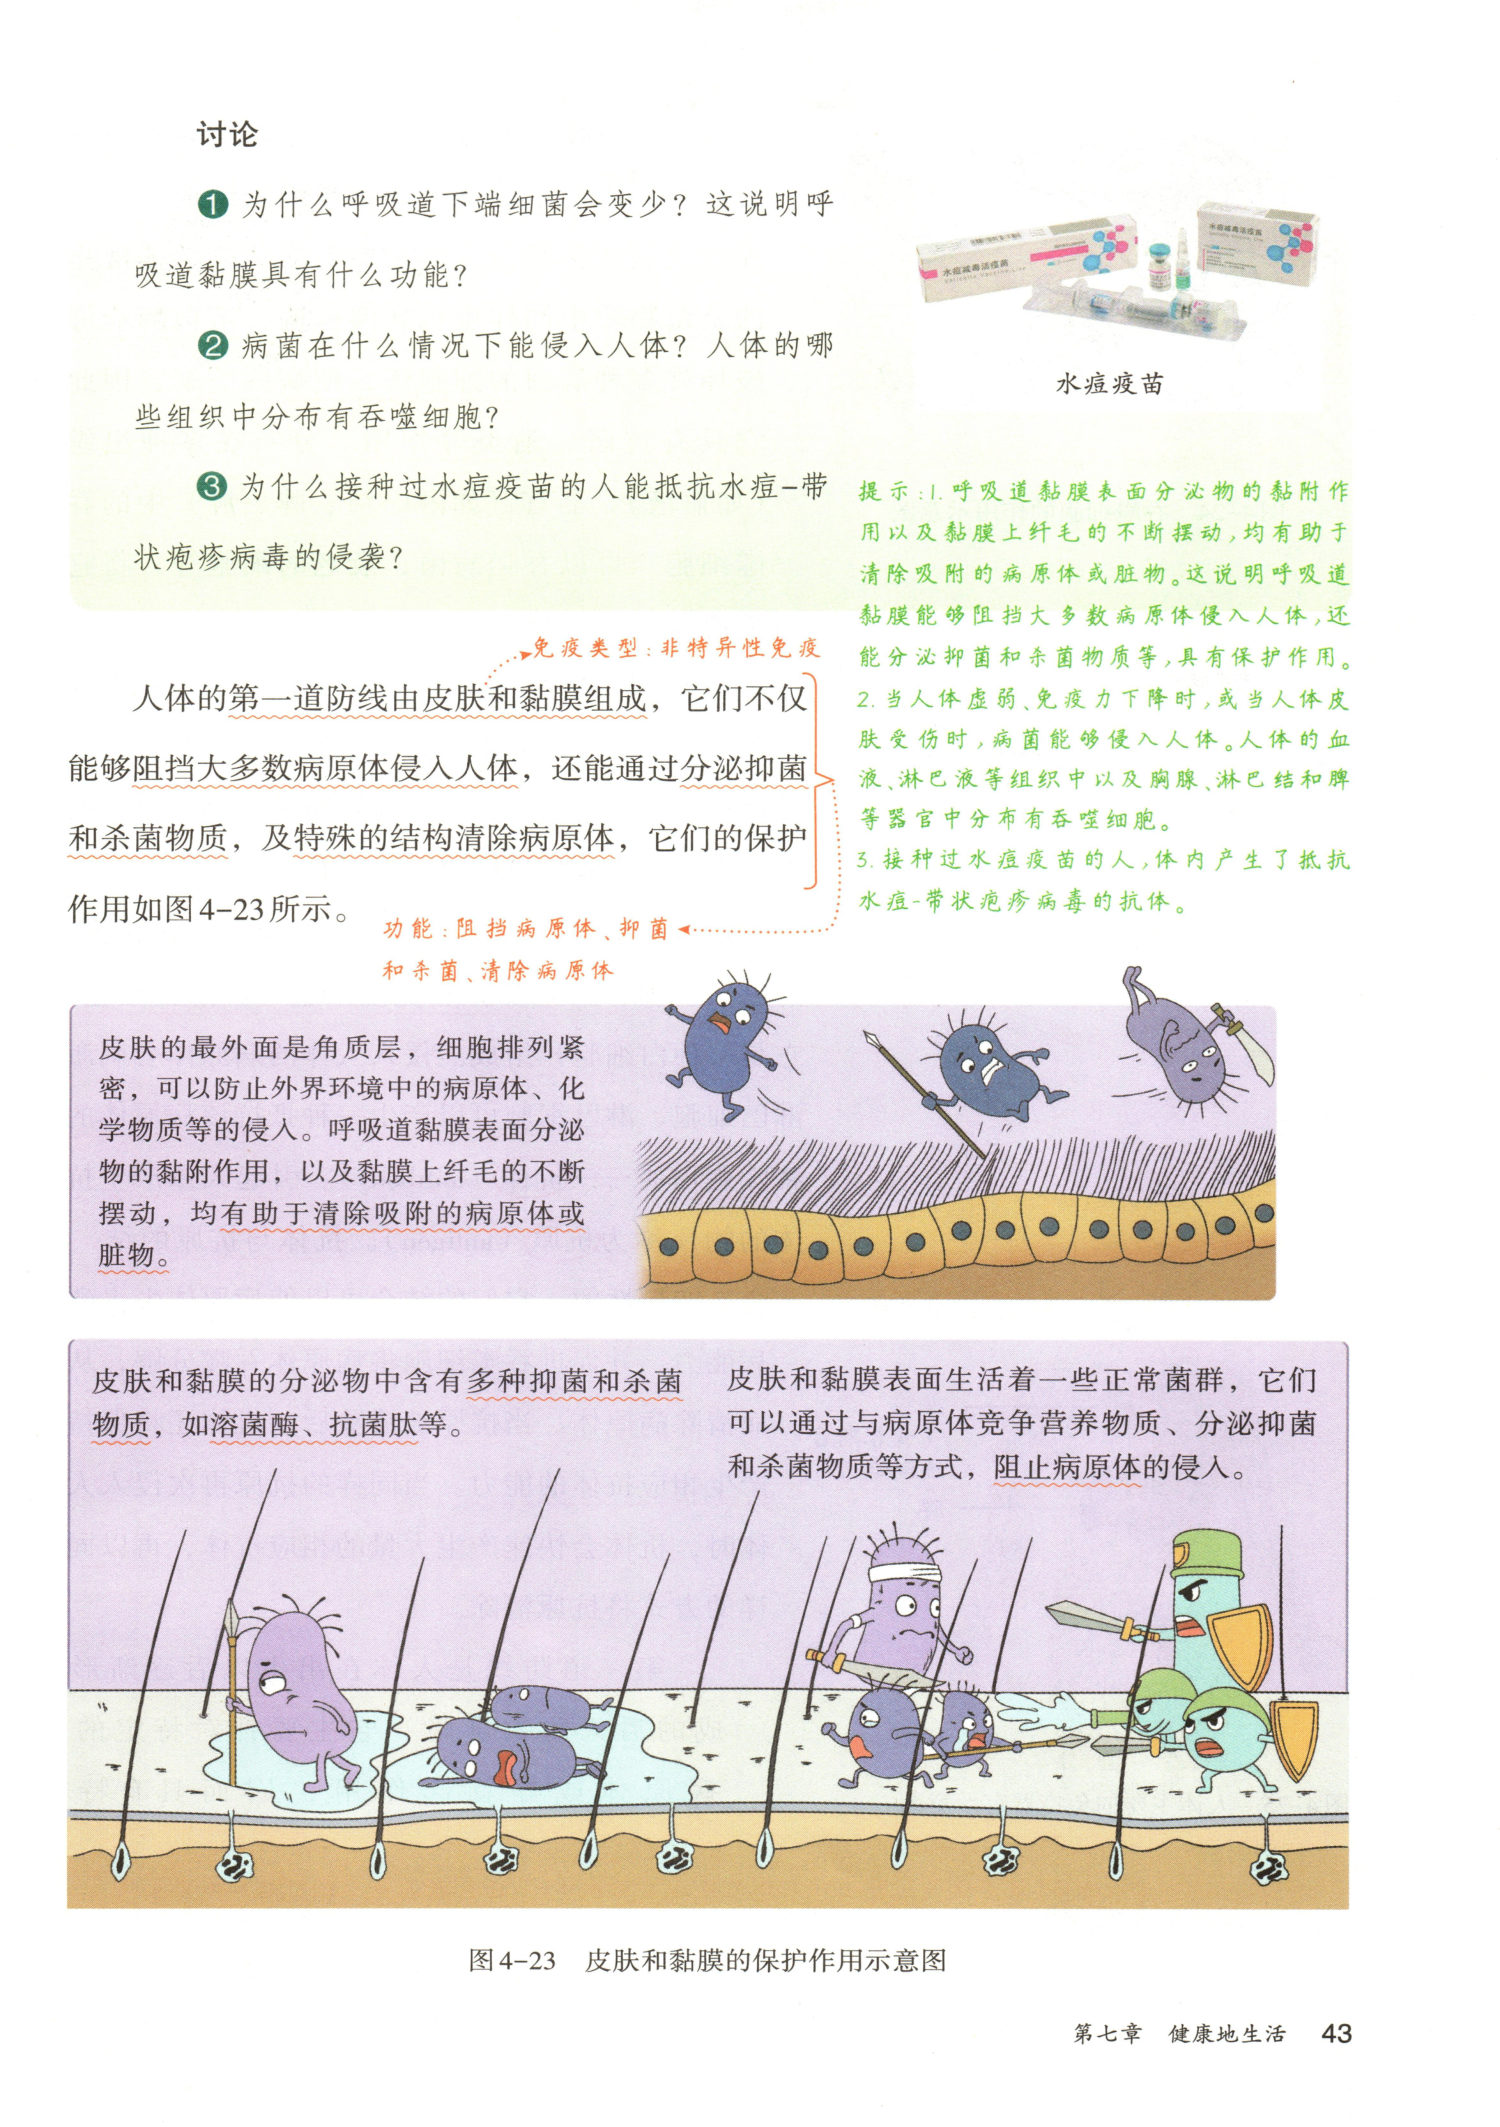 讨论
❶ 为什么呼吸道下端细菌会变少？这说明呼
吸道黏膜具有什么功能？
❷ 病菌在什么情况下能侵入人体？人体的哪
些组织中分布有吞噬细胞？
❸ 为什么接种过水痘疫苗的人能抵抗水痘-带
状疱疹病毒的侵袭？
水痘减毒活疫苗
水痘减毒活疫苗
水痘疫苗
提示:1.呼吸道黏膜表面分泌物的黏附作
用以及黏膜上纤毛的不断摆动,均有助于
清除吸附的病原体或脏物。这说明呼吸道
黏膜能够阻挡大多数病原体侵入人体,还
能分泌抑菌和杀菌物质等,具有保护作用。
2.当人体虚弱、免疫力下降时,或当人体皮
肤受伤时,病菌能够侵入人体。人体的血
液、淋巴液等组织中以及胸腺、淋巴结和脾
等器官中分布有吞噬细胞。
3.接种过水痘疫苗的人,体内产生了抵抗
水痘-带状疱疹病毒的抗体。
免疫类型:非特异性免疫
人体的第一道防线由皮肤和黏膜组成，它们不仅
能够阻挡大多数病原体侵入人体，还能通过分泌抑菌
和杀菌物质，及特殊的结构清除病原体，它们的保护
作用如图4-23所示。
功能:阻挡病原体、抑菌
和杀菌、清除病原体
皮肤的最外面是角质层，细胞排列紧
密，可以防止外界环境中的病原体、化
学物质等的侵入。呼吸道黏膜表面分泌
物的黏附作用，以及黏膜上纤毛的不断
摆动，均有助于清除吸附的病原体或
脏物。
皮肤和黏膜的分泌物中含有多种抑菌和杀菌
物质，如溶菌酶、抗菌肽等。
皮肤和黏膜表面生活着一些正常菌群，它们
可以通过与病原体竞争营养物质、分泌抑菌
和杀菌物质等方式，阻止病原体的侵入。
图4-23 皮肤和黏膜的保护作用示意图
第七章 健康地生活 43